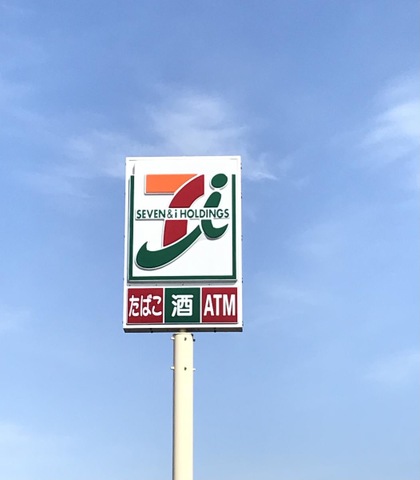 SEVEN & i HOLDINGS
たばこ 酒 ATM